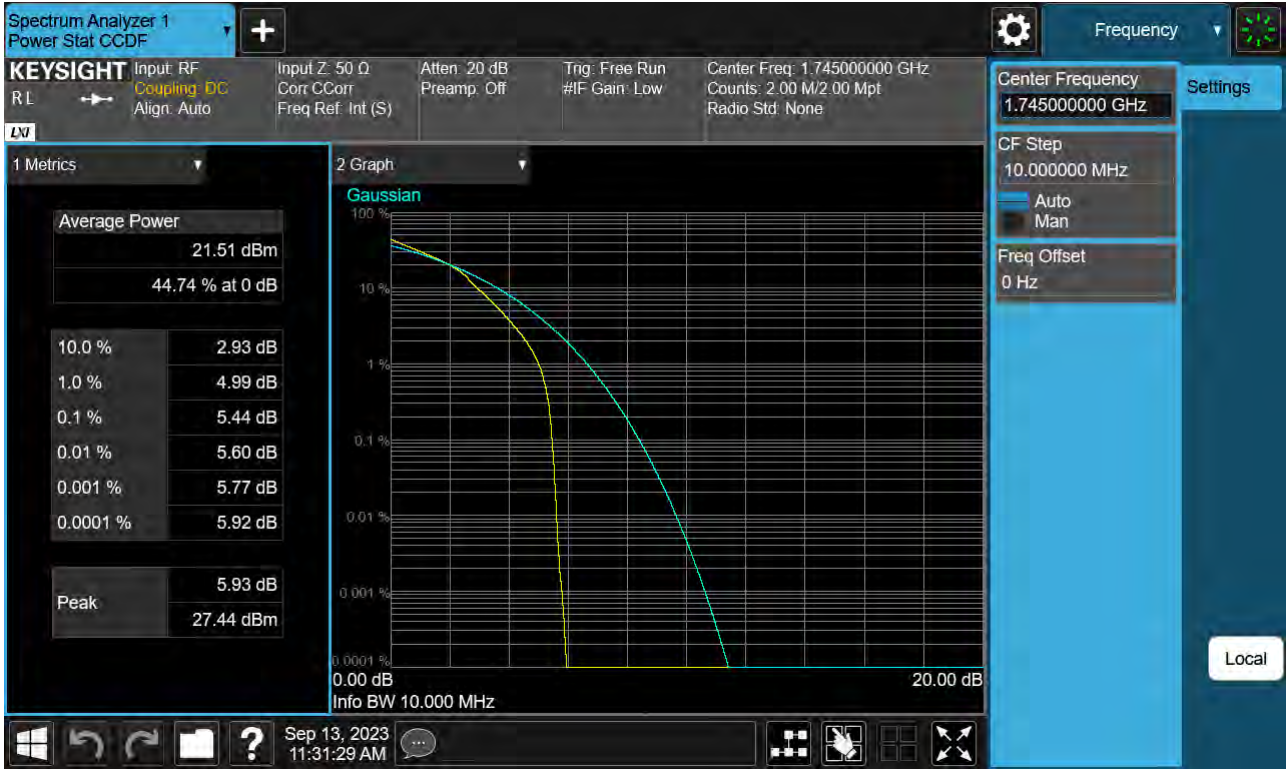 Spectrum Analyzer 1
Power Stat CCDF
Frequency
KEYSIGHT
R L
LXI
Input: RF
Coupling: DC
Align: Auto
Input Z: 50 Ω
Corr CCorr
Freq Ref: Int (S)
Atten: 20 dB
Preamp: Off
Trig: Free Run
#IF Gain: Low
Center Freq: 1.745000000 GHz
Counts: 2.00 M/2.00 Mpt
Radio Std: None
Center Frequency
1.745000000 GHz
Settings
CF Step
10.000000 MHz
Auto
Man
Freq Offset
0 Hz
Local
1 Metrics
Average Power
21.51 dBm
44.74 % at 0 dB
10.0 % 2.93 dB
1.0 % 4.99 dB
0.1 % 5.44 dB
0.01 % 5.60 dB
0.001 % 5.77 dB
0.0001 % 5.92 dB
Peak
5.93 dB
27.44 dBm
2 Graph
Gaussian
100 %
10 %
1 %
0.1 %
0.01 %
0.001 %
0.0001 %
0.00 dB 20.00 dB
Info BW 10.000 MHz
?
Sep 13, 2023
11:31:29 AM